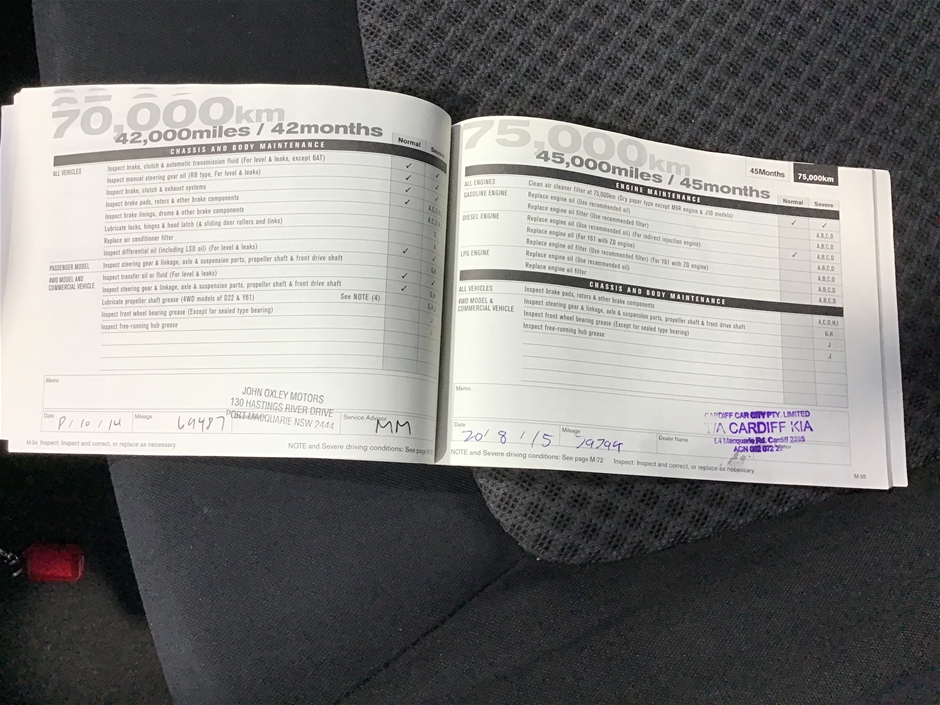 70,000km
42,000miles / 42months
CHASSIS AND BODY MAINTENANCE
Normal
Severe
ALL VEHICLES
Inspect brake, clutch & automatic transmission fluid (For level & leaks, except 6AT)
Inspect manual steering gear oil (RB type, For level & leaks)
Inspect brake, clutch & exhaust systems
Inspect brake pads, rotors & other brake components
Inspect brake linings, drums & other brake components
Lubricate locks, hinges & hood latch (& sliding door rollers and links)
Replace air conditioner filter
Inspect differential oil (including LSD oil) (For level & leaks)
PASSENGER MODEL
Inspect steering gear & linkage, axle & suspension parts, propeller shaft & front drive shaft
4WD MODEL AND COMMERCIAL VEHICLE
Inspect transfer oil or fluid (For level & leaks)
Inspect steering gear & linkage, axle & suspension parts, propeller shaft & front drive shaft
Lubricate propeller shaft grease (4WD models of D22 & Y61) See NOTE (4)
Inspect front wheel bearing grease (Except for sealed type bearing)
Inspect free-running hub grease
Memo
JOHN OXLEY MOTORS
130 HASTINGS RIVER DRIVE
PORT MACQUARIE NSW 2444
Date
10 / 14
Mileage
69487
Service Advisor
MM
M-94 Inspect: Inspect and correct, or replace as necessary.
NOTE and Severe driving conditions: See page
75,000km
45,000miles / 45months
45Months
75,000km
ENGINE MAINTENANCE
Normal
Severe
ALL ENGINES
Clean air cleaner filter at 75,000km (Dry paper type except M9R engine & J10 models)
GASOLINE ENGINE
Replace engine oil (Use recommended oil)
Replace engine oil filter (Use recommended filter)
A,B,C,D
DIESEL ENGINE
Replace engine oil (Use recommended oil) (For indirect injection engine)
A,B,C,D
Replace engine oil (For Y61 with ZD engine)
A,B,C,D
Replace engine oil filter (Use recommended filter) (For Y61 with ZD engine)
A,B,C,D
LPG ENGINE
Replace engine oil (Use recommended oil)
A,B,C,D
Replace engine oil filter
A,B,C,D
CHASSIS AND BODY MAINTENANCE
ALL VEHICLES
Inspect brake pads, rotors & other brake components
A,C,G,H,I
4WD MODEL & COMMERCIAL VEHICLE
Inspect steering gear & linkage, axle & suspension parts, propeller shaft & front drive shaft
G,H
Inspect front wheel bearing grease (Except for sealed type bearing)
J
Inspect free-running hub grease
J
Memo
CARDIFF CAR CITY PTY. LIMITED
T/A CARDIFF KIA
Macquarie Rd. Cardiff 2285
Date
20/ 8 / 15
Mileage
79799
Dealer Name
NOTE and Severe driving conditions: See page M-72 Inspect: Inspect and correct, or replace as necessary.